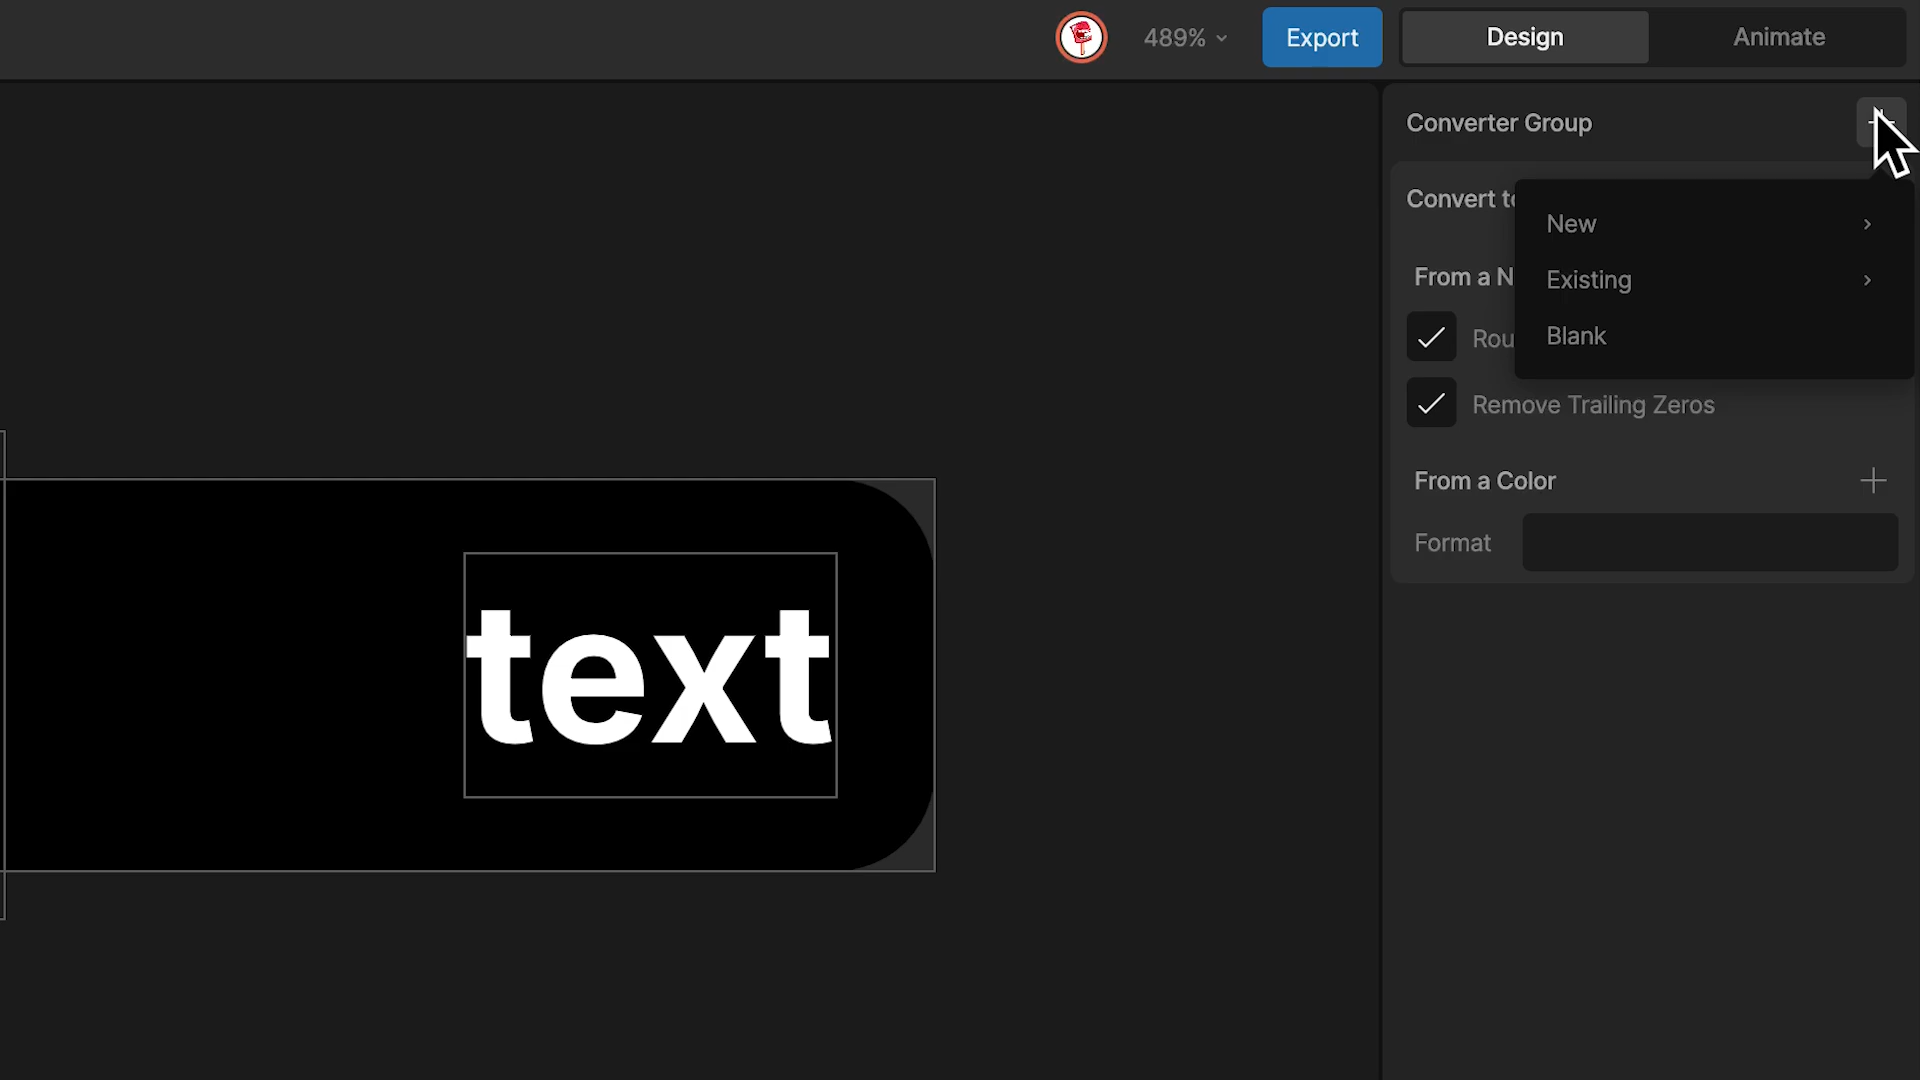 489%
Export
Design
Animate
Converter Group
Convert to
New
Existing
Blank
From a N
Rou
Remove Trailing Zeros
From a Color
Format
text